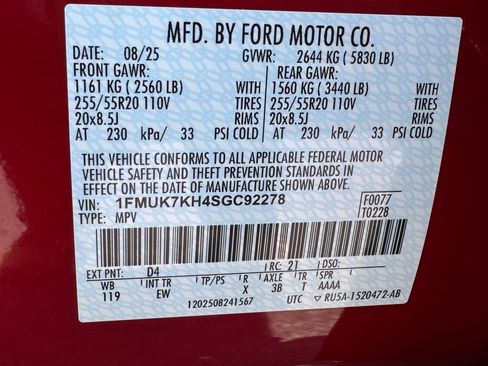 MFD. BY FORD MOTOR CO.
DATE: 08/25 GVWR: 2644 KG ( 5830 LB)
FRONT GAWR: REAR GAWR:
1161 KG ( 2560 LB) 1560 KG ( 3440 LB)
255/55R20 110V TIRES 255/55R20 110V TIRES
20x8.5J RIMS 20x8.5J RIMS
AT 230 kPa/ 33 PSI COLD AT 230 kPa/ 33 PSI COLD
THIS VEHICLE CONFORMS TO ALL APPLICABLE FEDERAL MOTOR
VEHICLE SAFETY AND THEFT PREVENTION STANDARDS IN
EFFECT ON THE DATE OF MANUFACTURE SHOWN ABOVE.
VIN: 1FMUK7KH4SGC92278 F0077
TYPE: MPV T0228
EXT PNT: D4 RC: 21 DSO:
WB INT TR TP/PS R AXLE TR SPR
119 EW X 3B T AAAA
1202508241567 UTC ▽ RU5A-1520472-AB